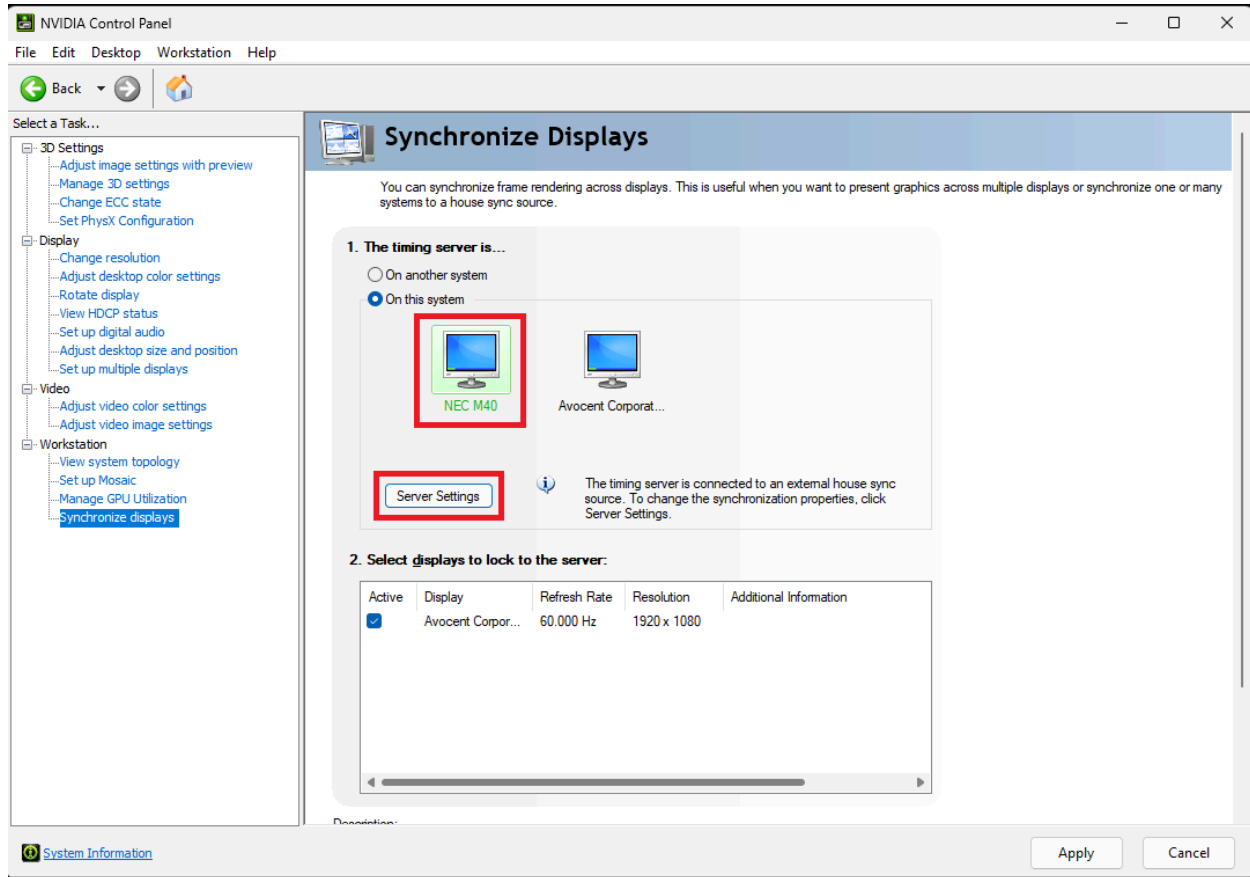 NVIDIA Control Panel
File Edit Desktop Workstation Help
Back
Select a Task...
3D Settings
Adjust image settings with preview
Manage 3D settings
Change ECC state
Set PhysX Configuration
Display
Change resolution
Adjust desktop color settings
Rotate display
View HDCP status
Set up digital audio
Adjust desktop size and position
Set up multiple displays
Video
Adjust video color settings
Adjust video image settings
Workstation
View system topology
Set up Mosaic
Manage GPU Utilization
Synchronize displays
Synchronize Displays
You can synchronize frame rendering across displays. This is useful when you want to present graphics across multiple displays or synchronize one or many
systems to a house sync source.
1. The timing server is...
On another system
On this system
NEC M40
Avocent Corporat...
Server Settings
The timing server is connected to an external house sync
source. To change the synchronization properties, click
Server Settings.
2. Select displays to lock to the server:
Active Display Refresh Rate Resolution Additional Information
Avocent Corpor... 60.000 Hz 1920 x 1080
Description:
System Information
Apply Cancel